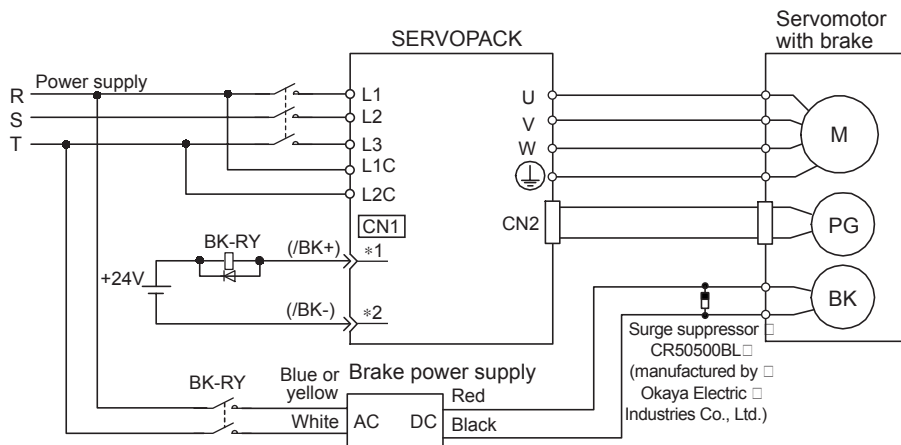 Servomotor
with brake
SERVOPACK
Power supply
R
S
T
L1
L2
L3
L1C
L2C
U
V
W
M
CN1
CN2
PG
BK-RY
(/BK+)
*1
+24V
(/BK-)
*2
BK
Surge suppressor
CR50500BL
(manufactured by
Okaya Electric
Industries Co., Ltd.)
BK-RY
Blue or
yellow
White
Brake power supply
AC
DC
Red
Black